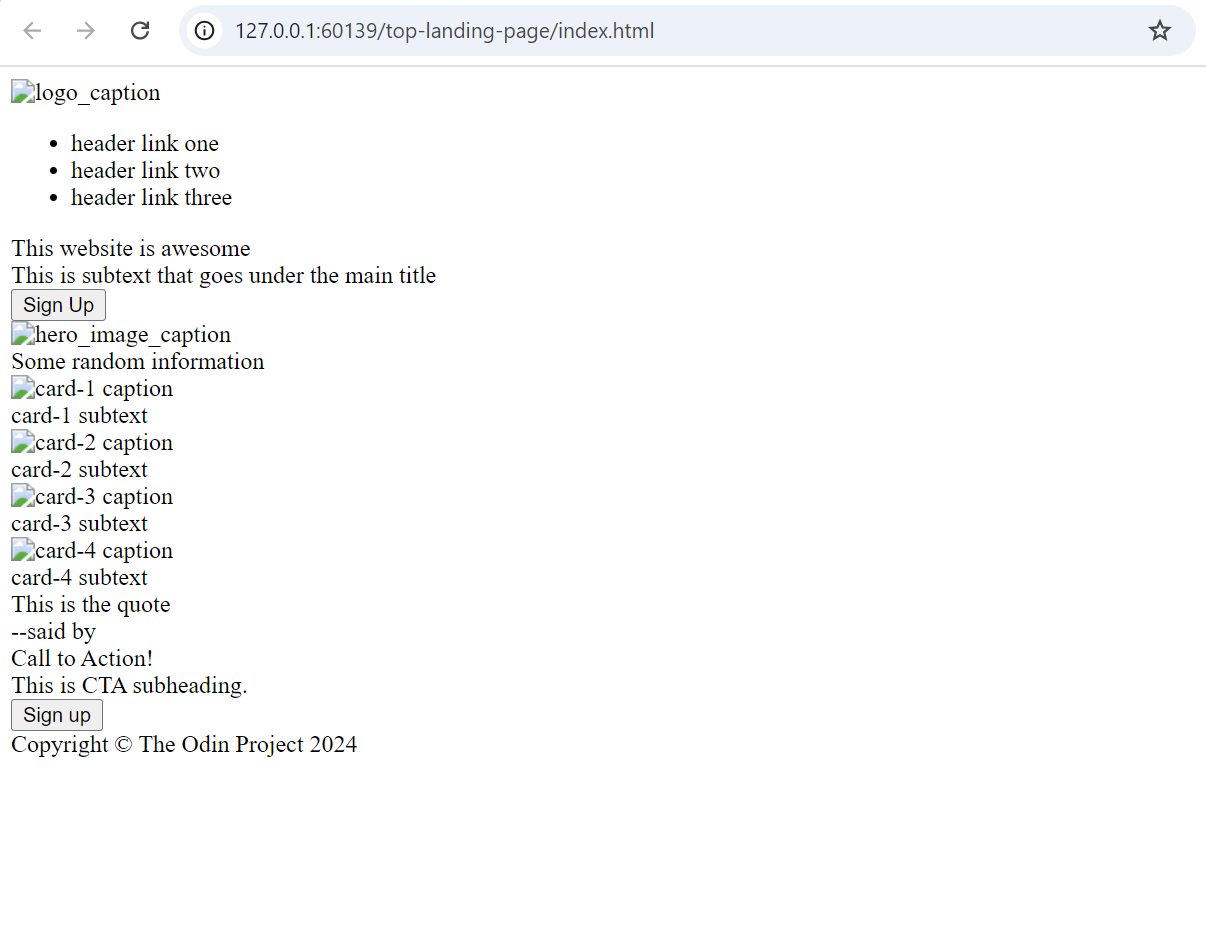 127.0.0.1:60139/top-landing-page/index.html
logo_caption
header link one
header link two
header link three
This website is awesome
This is subtext that goes under the main title
Sign Up
hero_image_caption
Some random information
card-1 caption
card-1 subtext
card-2 caption
card-2 subtext
card-3 caption
card-3 subtext
card-4 caption
card-4 subtext
This is the quote
--said by
Call to Action!
This is CTA subheading.
Sign up
Copyright © The Odin Project 2024